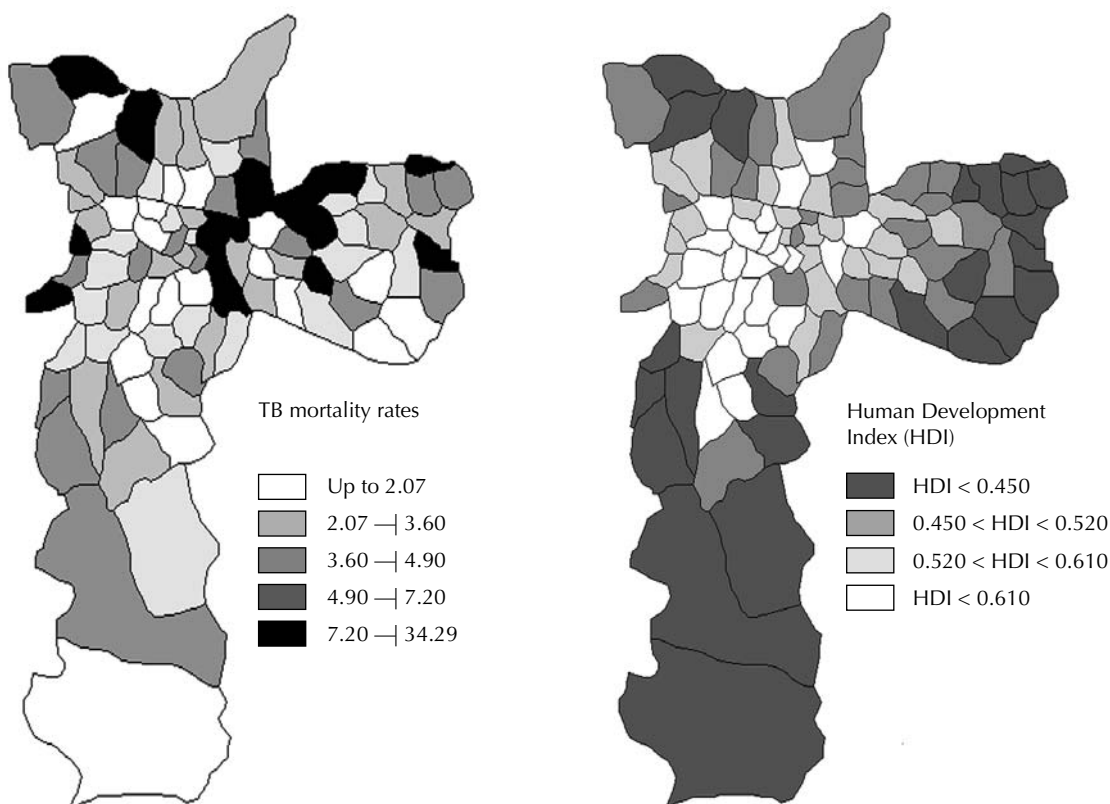 TB mortality rates
Up to 2.07
2.07 —| 3.60
3.60 —| 4.90
4.90 —| 7.20
7.20 —| 34.29
Human Development
Index (HDI)
HDI < 0.450
0.450 < HDI < 0.520
0.520 < HDI < 0.610
HDI < 0.610